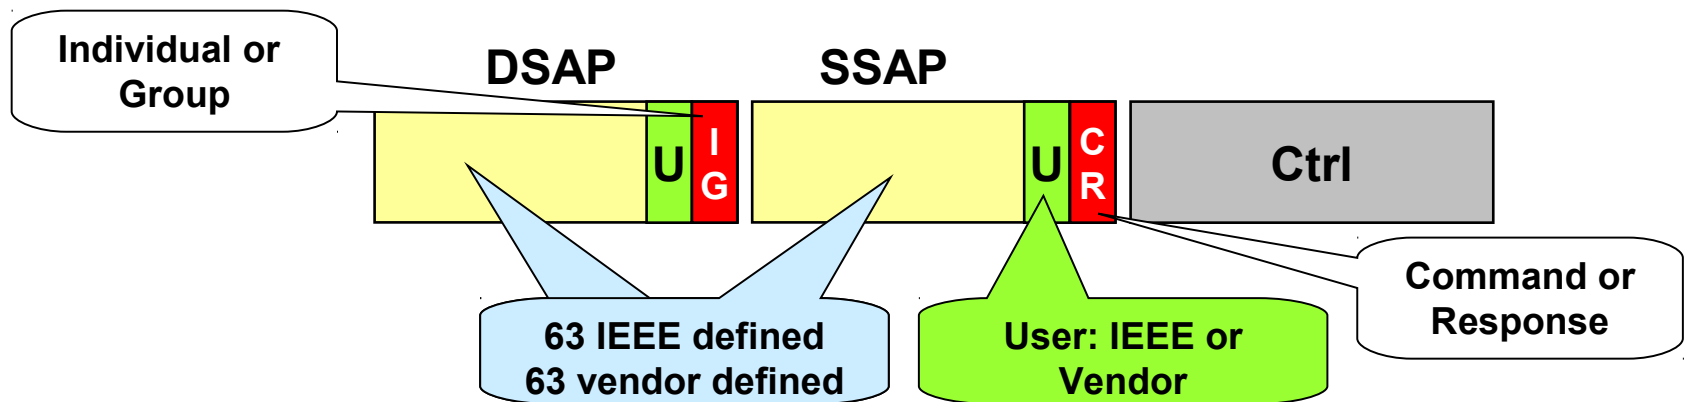 Individual or
Group
DSAP
SSAP
U
I
G
U
C
R
Ctrl
63 IEEE defined
63 vendor defined
User: IEEE or
Vendor
Command or
Response